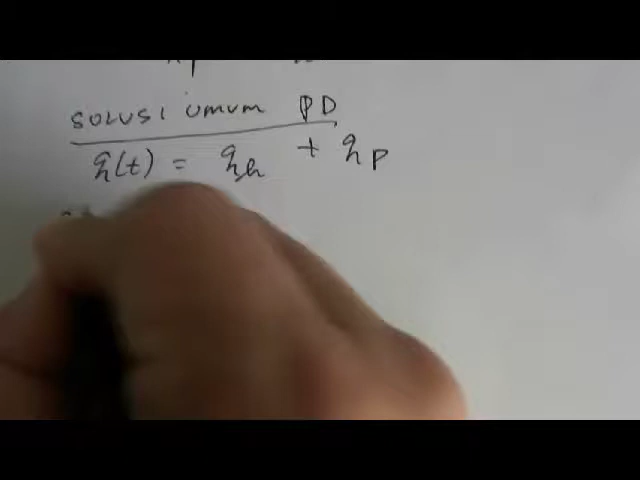 SOLUSI UMUM PD
q(t) = qh + qp